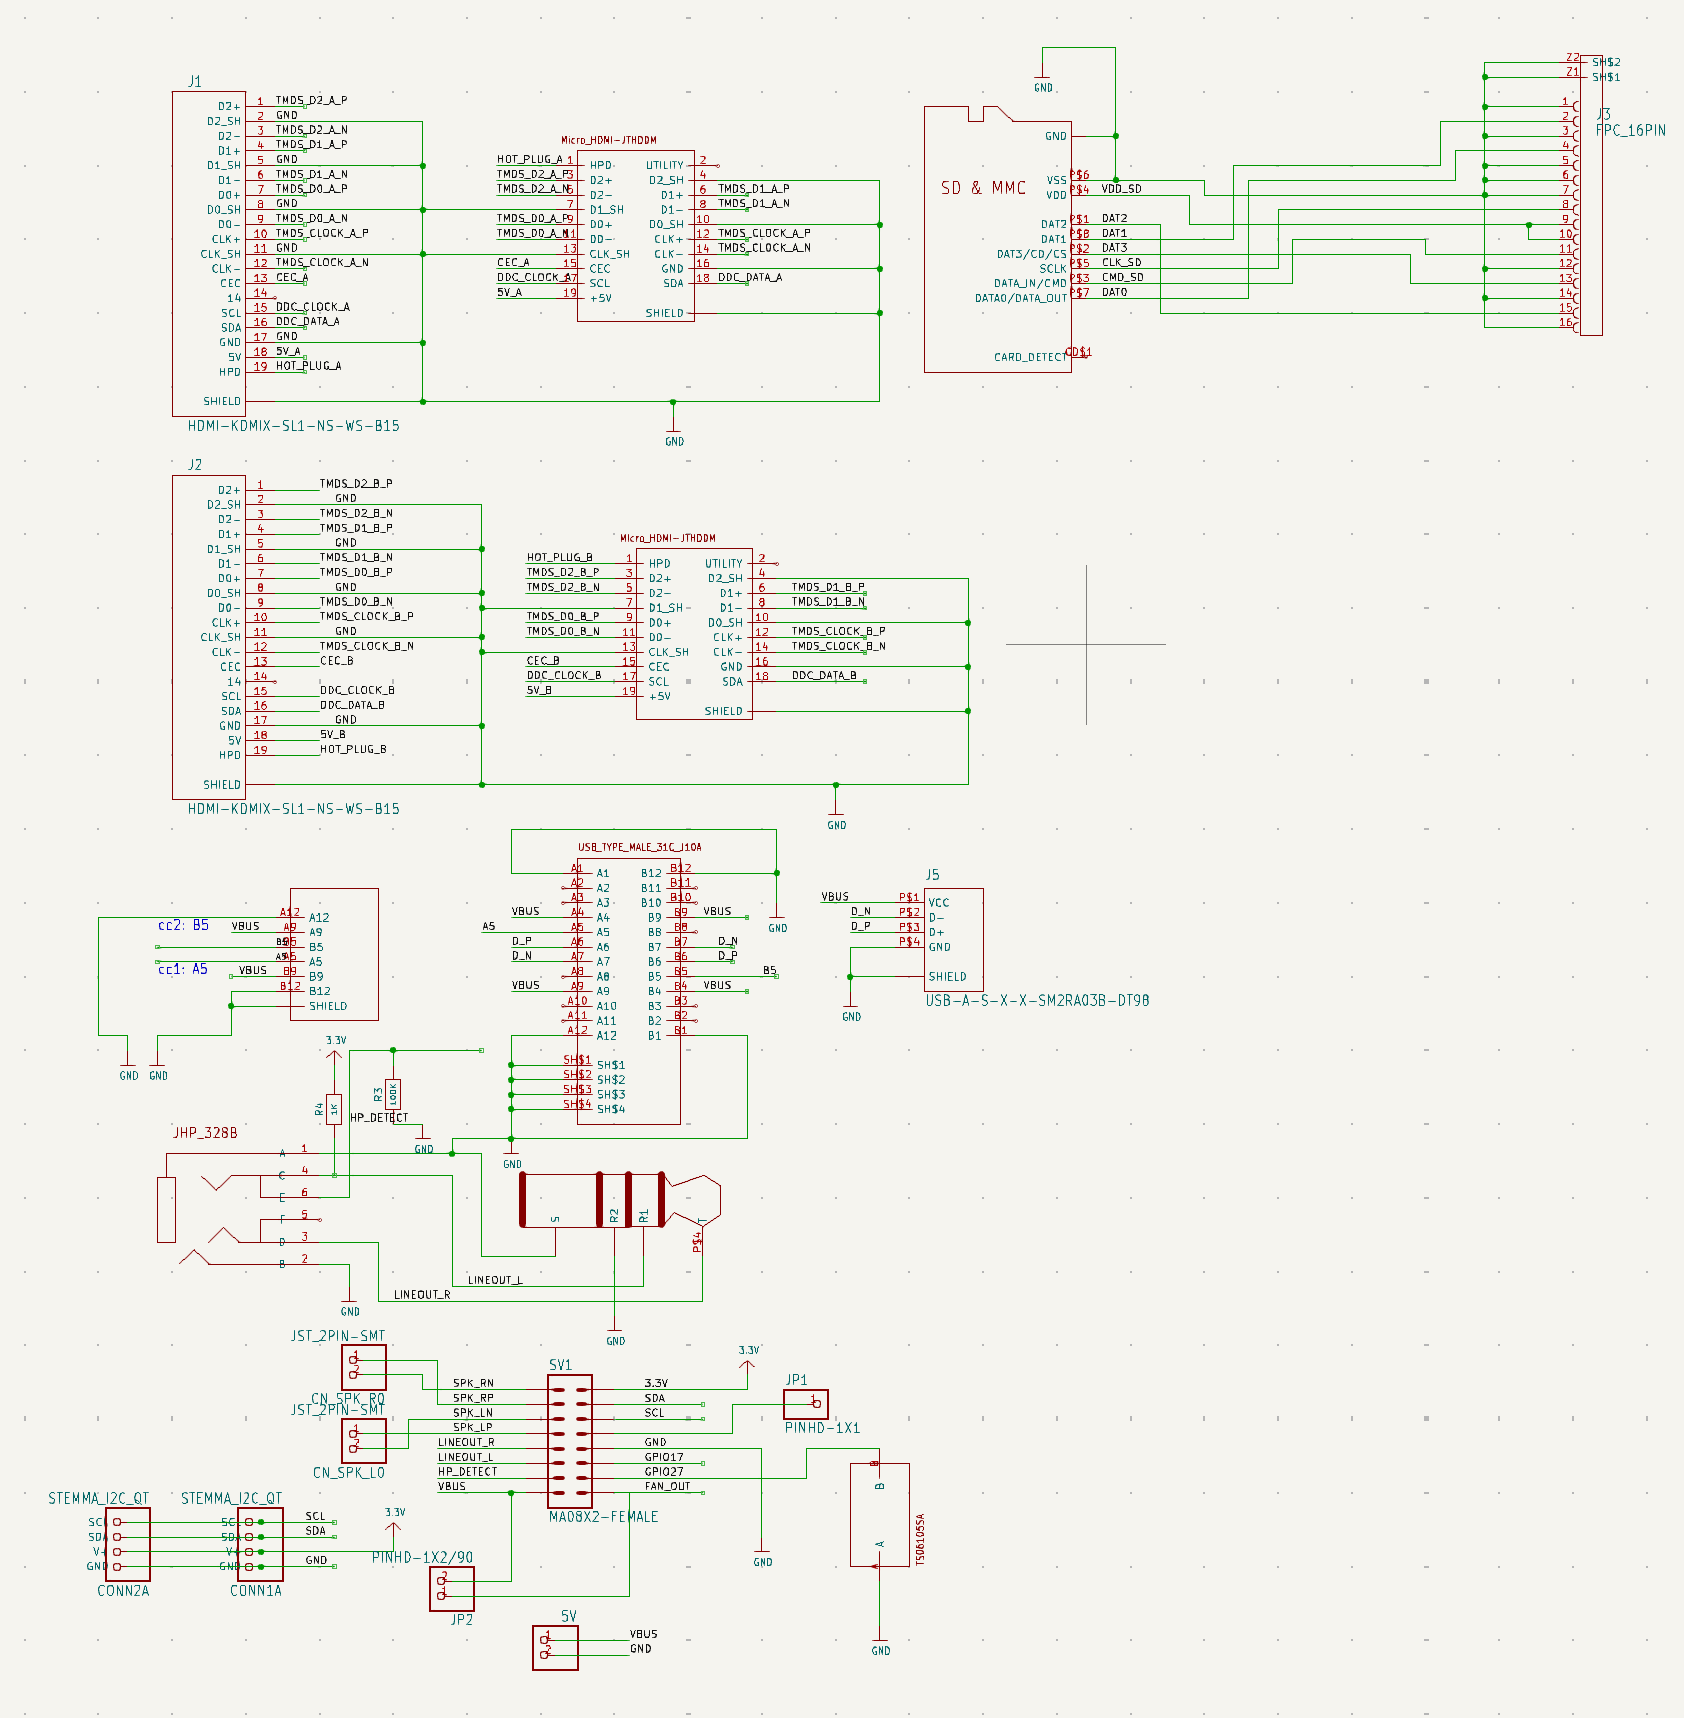 J1
D2+ 1 TMDS_D2_A_P
D2_SH 2 GND
D2- 3 TMDS_D2_A_N
D1+ 4 TMDS_D1_A_P
D1_SH 5 GND
D1- 6 TMDS_D1_A_N
D0+ 7 TMDS_D0_A_P
D0_SH 8 GND
D0- 9 TMDS_D0_A_N
CLK+ 10 TMDS_CLOCK_A_P
CLK_SH 11 GND
CLK- 12 TMDS_CLOCK_A_N
CEC 13 CEC_A
14 14
SCL 15 DDC_CLOCK_A
SDA 16 DDC_DATA_A
GND 17 GND
5V 18 5V_A
HPD 19 HOT_PLUG_A
SHIELD
HDMI-KDMIX-SL1-NS-WS-B15
Micro_HDMI-JTHDDM
HOT_PLUG_A 1 HPD UTILITY 2
TMDS_D2_A_P 3 D2+ D2_SH 4
TMDS_D2_A_N 5 D2- D1+ 6 TMDS_D1_A_P
7 D1_SH D1- 8 TMDS_D1_A_N
TMDS_D0_A_P 9 D0+ D0_SH 10
TMDS_D0_A_N 11 D0- CLK+ 12 TMDS_CLOCK_A_P
13 CLK_SH CLK- 14 TMDS_CLOCK_A_N
CEC_A 15 CEC GND 16
DDC_CLOCK_A 17 SCL SDA 18 DDC_DATA_A
5V_A 19 +5V
SHIELD
GND
GND
SD & MMC
GND
VSS P$6
VDD P$4 VDD_SD
DAT2 P$1 DAT2
DAT1 P$8 DAT1
DAT3/CD/CS P$2 DAT3
SCLK P$5 CLK_SD
DATA_IN/CMD P$3 CMD_SD
DATA0/DATA_OUT P$7 DAT0
CARD_DETECT CD$1
Z2 SH$2
Z1 SH$1
J3
FPC_16PIN
1
2
3
4
5
6
7
8
9
10
11
12
13
14
15
16
J2
D2+ 1 TMDS_D2_B_P
D2_SH 2 GND
D2- 3 TMDS_D2_B_N
D1+ 4 TMDS_D1_B_P
D1_SH 5 GND
D1- 6 TMDS_D1_B_N
D0+ 7 TMDS_D0_B_P
D0_SH 8 GND
D0- 9 TMDS_D0_B_N
CLK+ 10 TMDS_CLOCK_B_P
CLK_SH 11 GND
CLK- 12 TMDS_CLOCK_B_N
CEC 13 CEC_B
14 14
SCL 15 DDC_CLOCK_B
SDA 16 DDC_DATA_B
GND 17 GND
5V 18 5V_B
HPD 19 HOT_PLUG_B
SHIELD
HDMI-KDMIX-SL1-NS-WS-B15
Micro_HDMI-JTHDDM
HOT_PLUG_B 1 HPD UTILITY 2
TMDS_D2_B_P 3 D2+ D2_SH 4
TMDS_D2_B_N 5 D2- D1+ 6 TMDS_D1_B_P
7 D1_SH D1- 8 TMDS_D1_B_N
TMDS_D0_B_P 9 D0+ D0_SH 10
TMDS_D0_B_N 11 D0- CLK+ 12 TMDS_CLOCK_B_P
13 CLK_SH CLK- 14 TMDS_CLOCK_B_N
CEC_B 15 CEC GND 16
DDC_CLOCK_B 17 SCL SDA 18 DDC_DATA_B
5V_B 19 +5V
SHIELD
GND
A12 A12
cc2: B5
VBUS A9 A9
B5 B5 B5
A5 A5 A5
cc1: A5
VBUS B9 B9
B12 B12
SHIELD
GND GND
USB_TYPE_MALE_31C_J10A
A1 A1 B12 B12
A2 A2 B11 B11
A3 A3 B10 B10
VBUS A4 A4 B9 B9 VBUS
A5 A5 A5 B8 B8
D_P A6 A6 B7 B7 D_N
D_N A7 A7 B6 B6 D_P
A8 A8 B5 B5 B5
VBUS A9 A9 B4 B4 VBUS
A10 A10 B3 B3
A11 A11 B2 B2
A12 A12 B1 B1
SH$1 SH$1
SH$2 SH$2
SH$3 SH$3
SH$4 SH$4
GND
GND
J5
VBUS P$1 VCC
D_N P$2 D-
D_P P$3 D+
P$4 GND
SHIELD
GND
USB-A-S-X-X-SM2RA03B-DT98
3.3V
R4 1K
R3 100K
HP_DETECT
GND
JHP_328B
A 1
C 4
E 6
F 5
D 3
B 2
GND
S R2 R1 T
P$4
LINEOUT_L
LINEOUT_R
GND
JST_2PIN-SMT
1
2
CN_SPK_R0
JST_2PIN-SMT
1
2
CN_SPK_L0
SV1
SPK_RN 3.3V
SPK_RP SDA
SPK_LN SCL
SPK_LP
LINEOUT_R GND
LINEOUT_L GPIO17
HP_DETECT GPIO27
VBUS FAN_OUT
MA08X2-FEMALE
3.3V
JP1
1
PINHD-1X1
GND
B B
A A
TS06105SA
GND
STEMMA_I2C_QT STEMMA_I2C_QT
SCL SCL SCL
SDA SDA SDA
V+ V+
GND GND GND
CONN2A CONN1A
3.3V
PINHD-1X2/90
2
1
JP2
5V
1 VBUS
2 GND